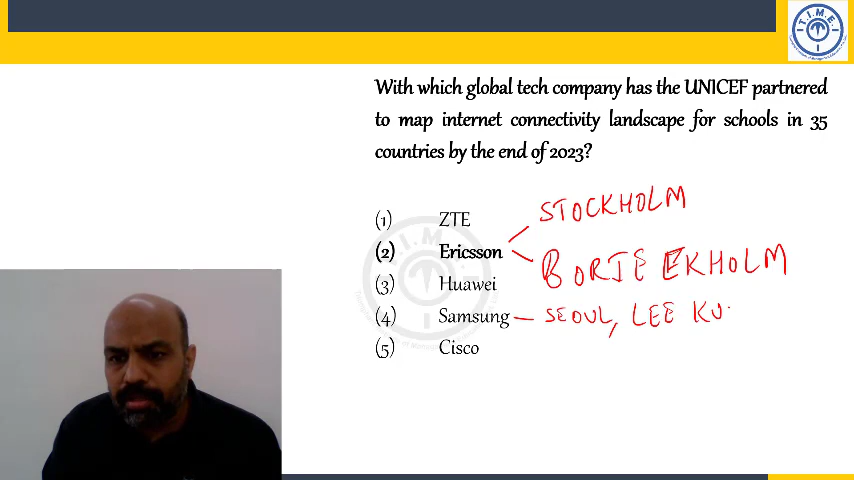 T.I.M.E.
With which global tech company has the UNICEF partnered
to map internet connectivity landscape for schools in 35
countries by the end of 2023?
(1) ZTE
STOCKHOLM
(2) Ericsson
BORJE EKHOLM
(3) Huawei
(4) Samsung – SEOUL, LEE KU
(5) Cisco